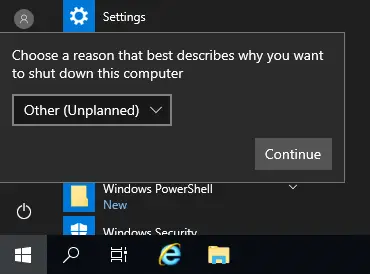 Settings
Choose a reason that best describes why you want
to shut down this computer
Other (Unplanned)
Continue
Windows PowerShell
New
Windows Security